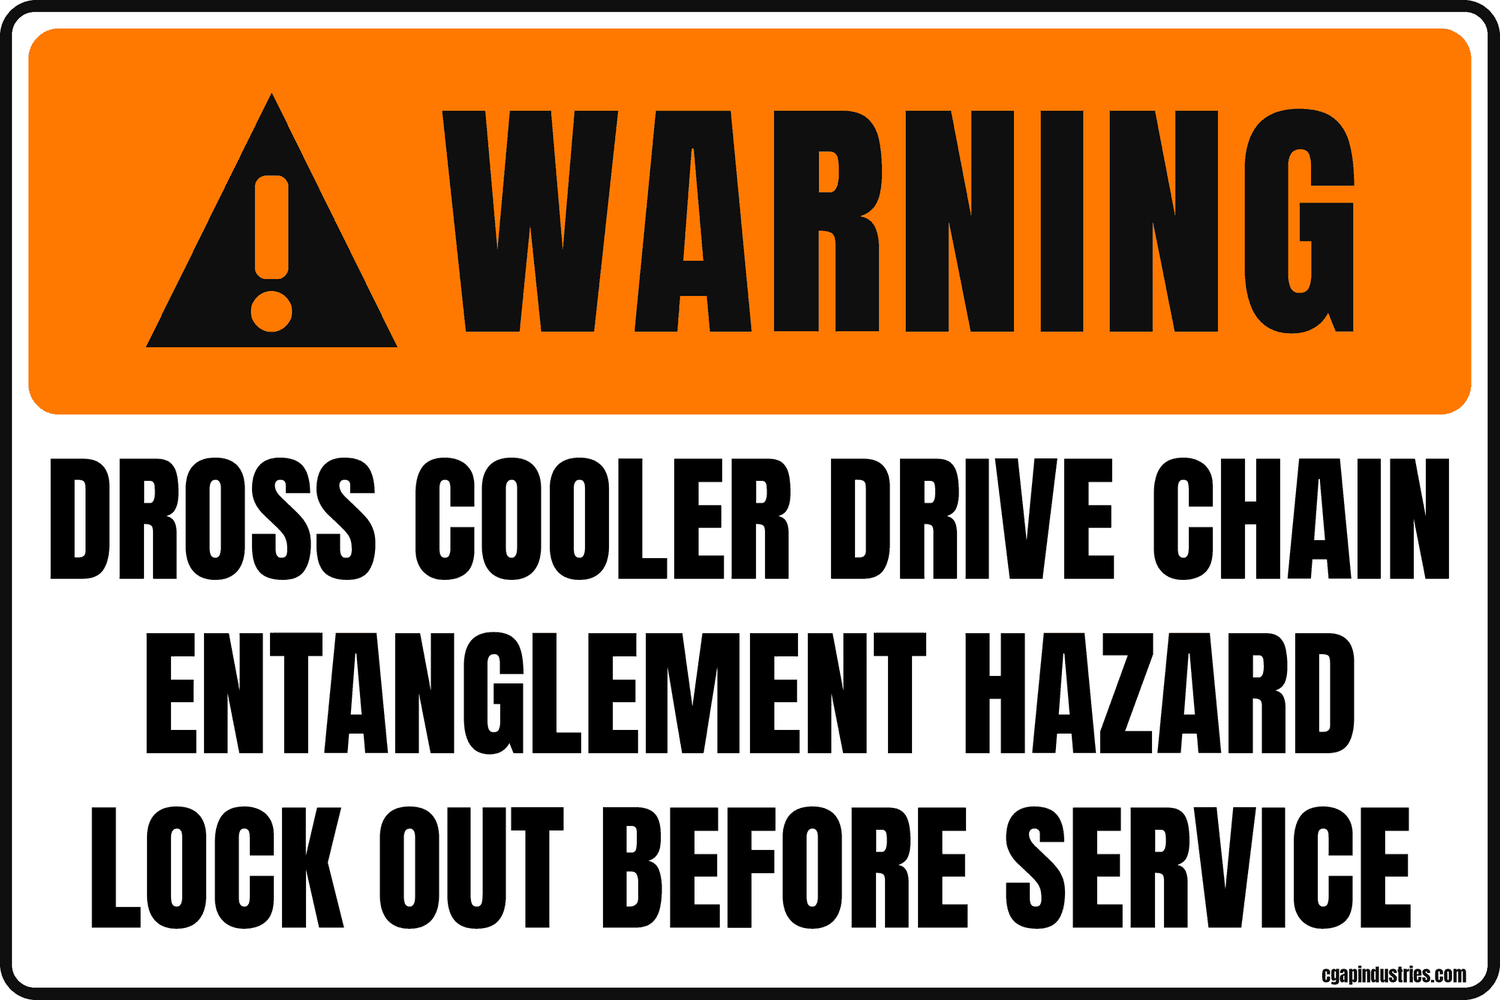 WARNING
DROSS COOLER DRIVE CHAIN
ENTANGLEMENT HAZARD
LOCK OUT BEFORE SERVICE
cgapindustries.com